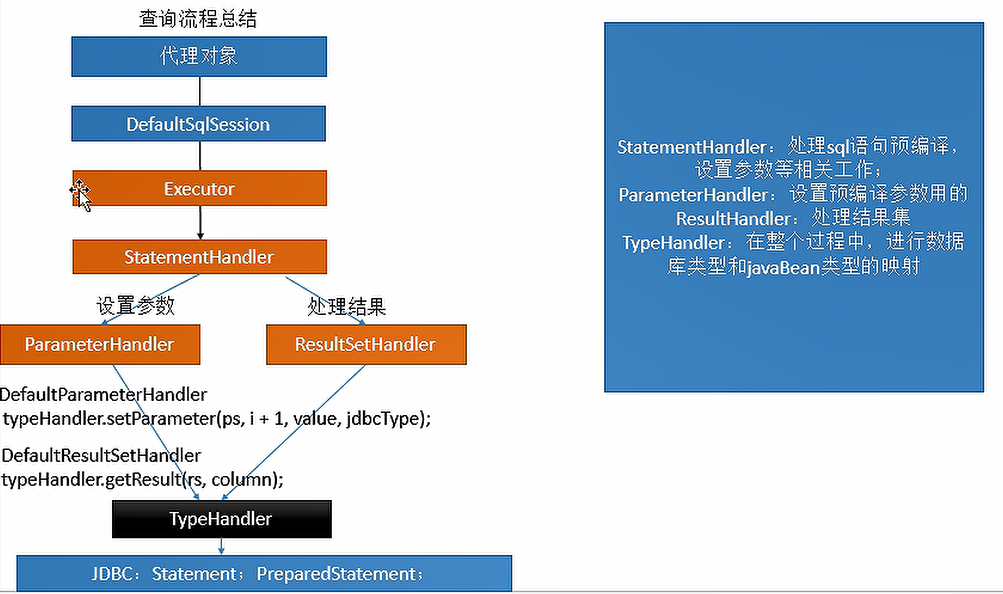 查询流程总结
代理对象
DefaultSqlSession
Executor
StatementHandler
设置参数
处理结果
ParameterHandler
ResultSetHandler
DefaultParameterHandler
typeHandler.setParameter(ps, i + 1, value, jdbcType);
DefaultResultSetHandler
typeHandler.getResult(rs, column);
TypeHandler
JDBC：Statement；PreparedStatement；
StatementHandler：处理sql语句预编译，
设置参数等相关工作；
ParameterHandler：设置预编译参数用的
ResultHandler：处理结果集
TypeHandler：在整个过程中，进行数据
库类型和javaBean类型的映射